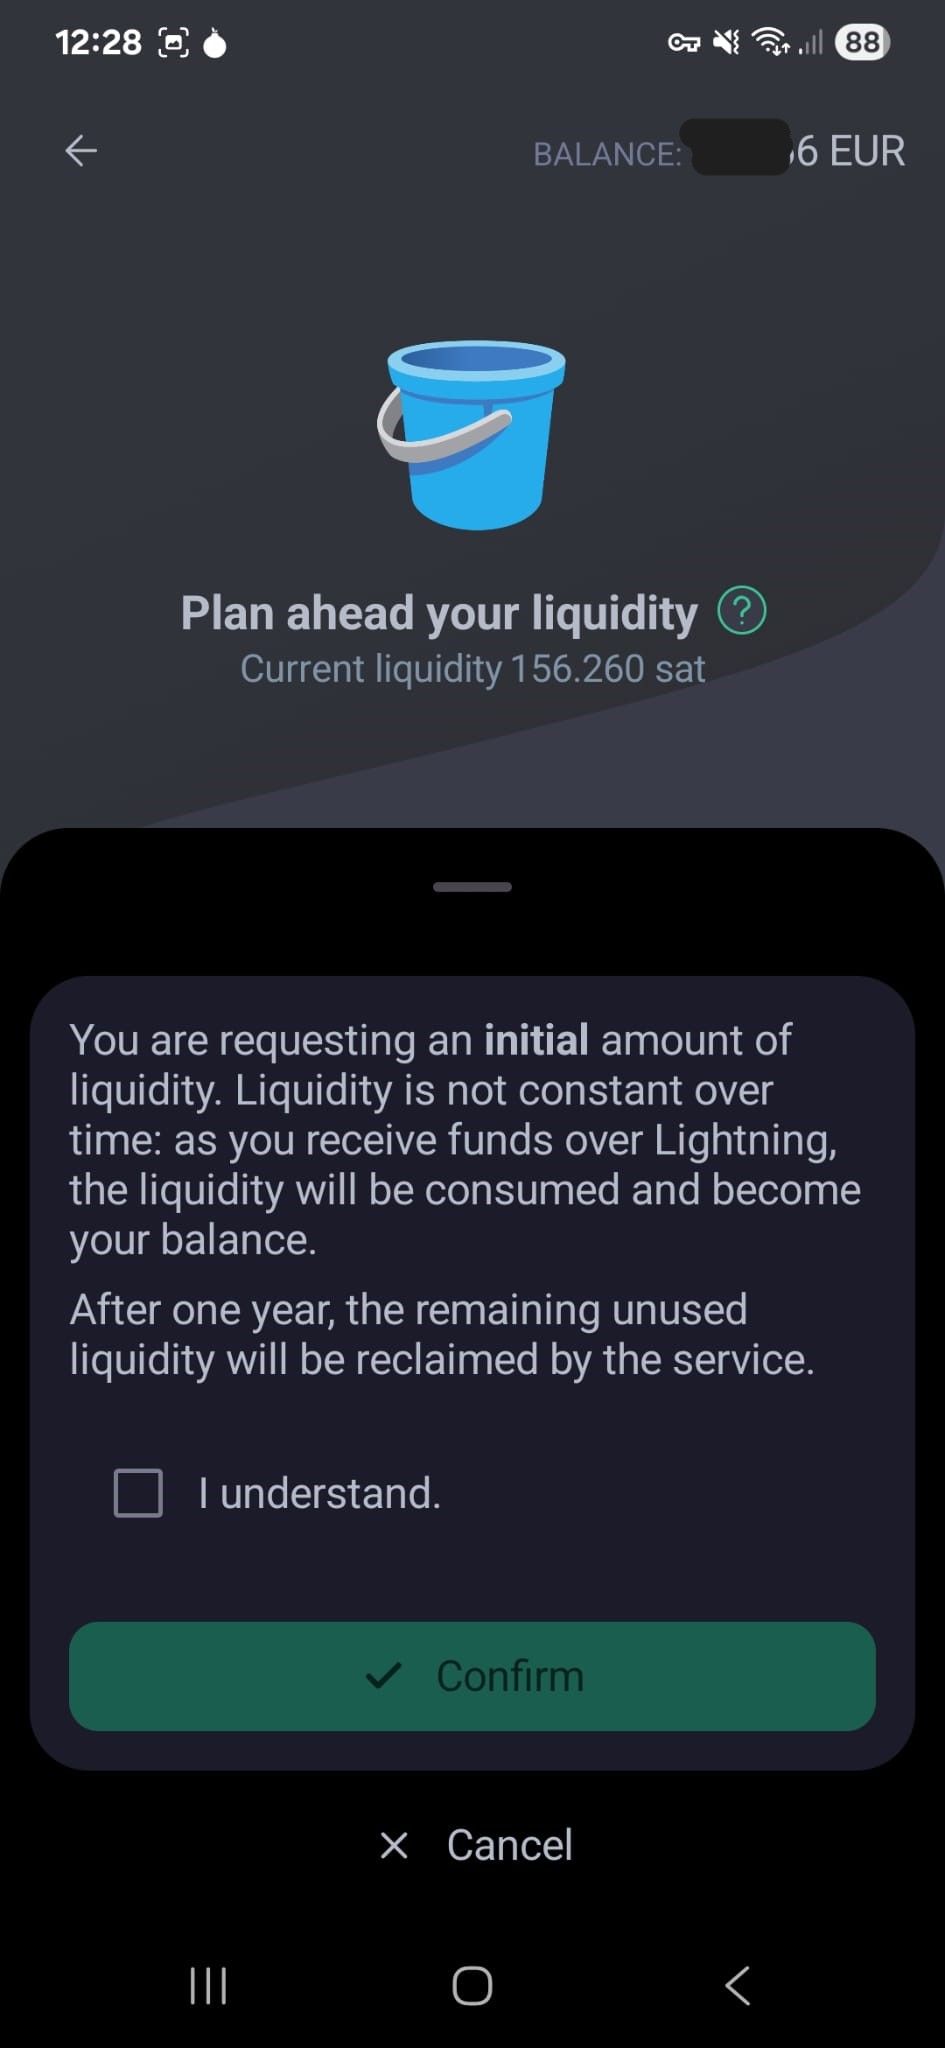 12:28
88
BALANCE: 6 EUR
Plan ahead your liquidity ?
Current liquidity 156.260 sat
You are requesting an initial amount of
liquidity. Liquidity is not constant over
time: as you receive funds over Lightning,
the liquidity will be consumed and become
your balance.
After one year, the remaining unused
liquidity will be reclaimed by the service.
I understand.
Confirm
Cancel